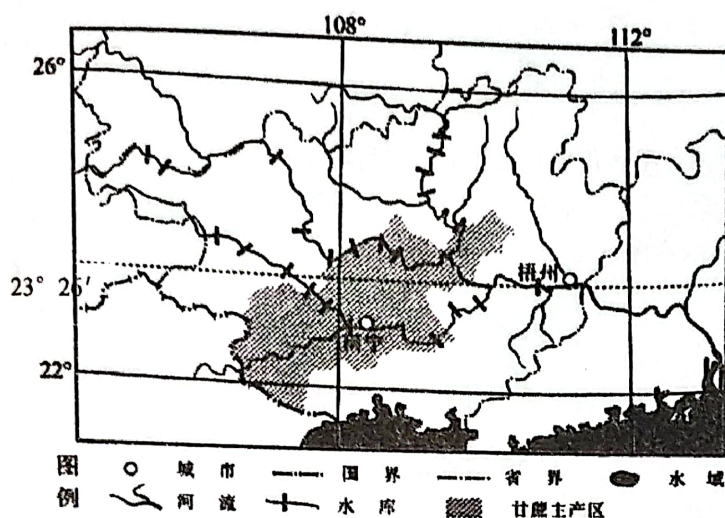 108°
112°
26°
梧州
23° 26′
南宁
22°
图 城市 国界 省界 水域
例 河流 水库 甘蔗主产区